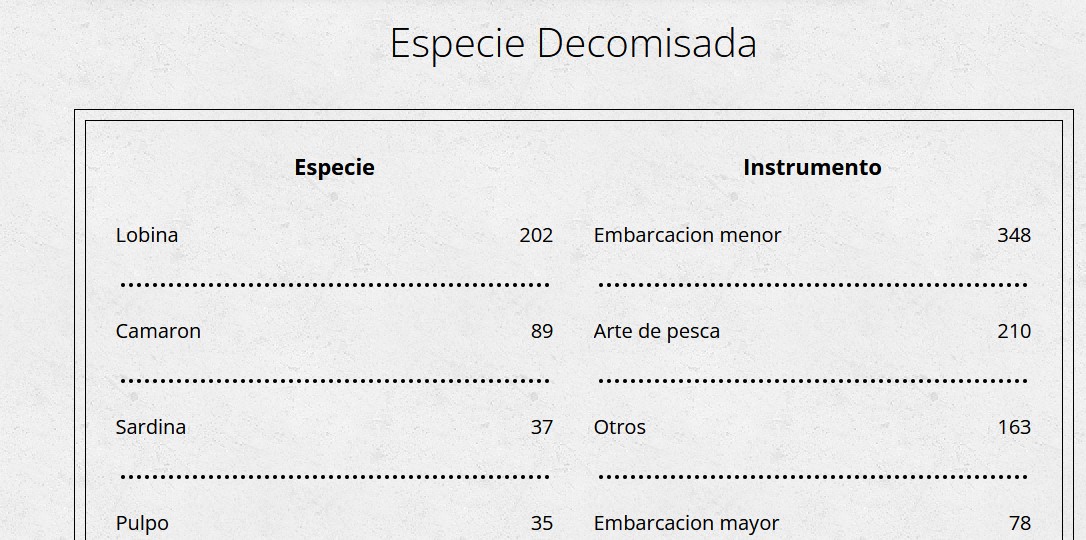 Especie Decomisada
Especie Instrumento
Lobina 202 Embarcacion menor 348
Camaron 89 Arte de pesca 210
Sardina 37 Otros 163
Pulpo 35 Embarcacion mayor 78